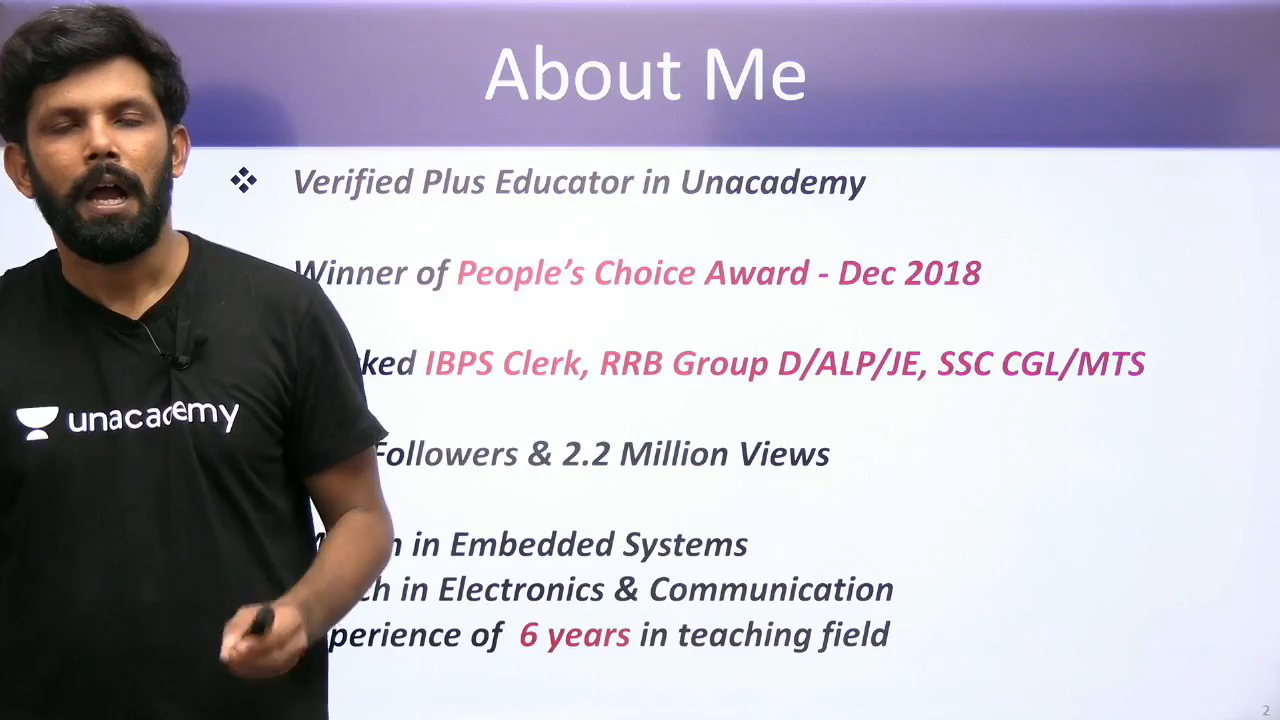 About Me
❖ Verified Plus Educator in Unacademy
Winner of People's Choice Award - Dec 2018
IBPS Clerk, RRB Group D/ALP/JE, SSC CGL/MTS
Followers & 2.2 Million Views
in Embedded Systems
in Electronics & Communication
of 6 years in teaching field
unacademy
2